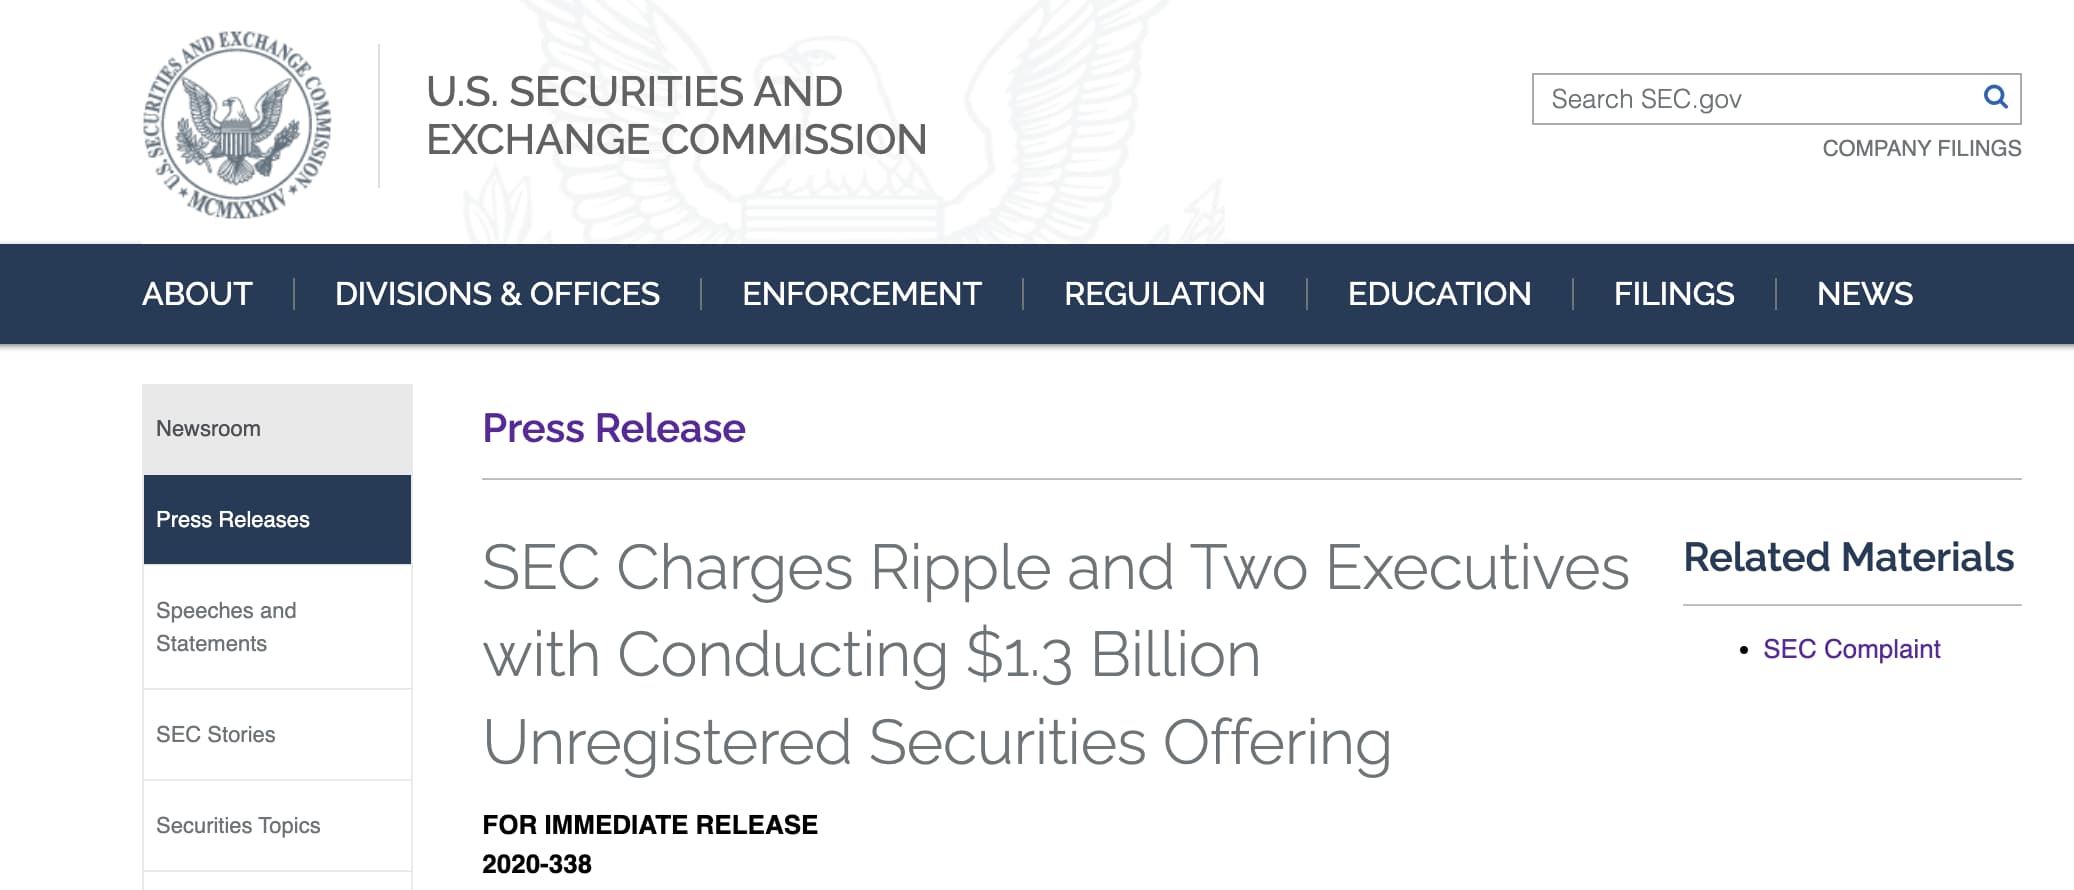 U.S. SECURITIES AND EXCHANGE COMMISSION
MCMXXXIV
U.S. SECURITIES AND
EXCHANGE COMMISSION
Search SEC.gov
COMPANY FILINGS
ABOUT
DIVISIONS & OFFICES
ENFORCEMENT
REGULATION
EDUCATION
FILINGS
NEWS
Newsroom
Press Releases
Speeches and
Statements
SEC Stories
Securities Topics
Press Release
SEC Charges Ripple and Two Executives
with Conducting $1.3 Billion
Unregistered Securities Offering
FOR IMMEDIATE RELEASE
2020-338
Related Materials
• SEC Complaint